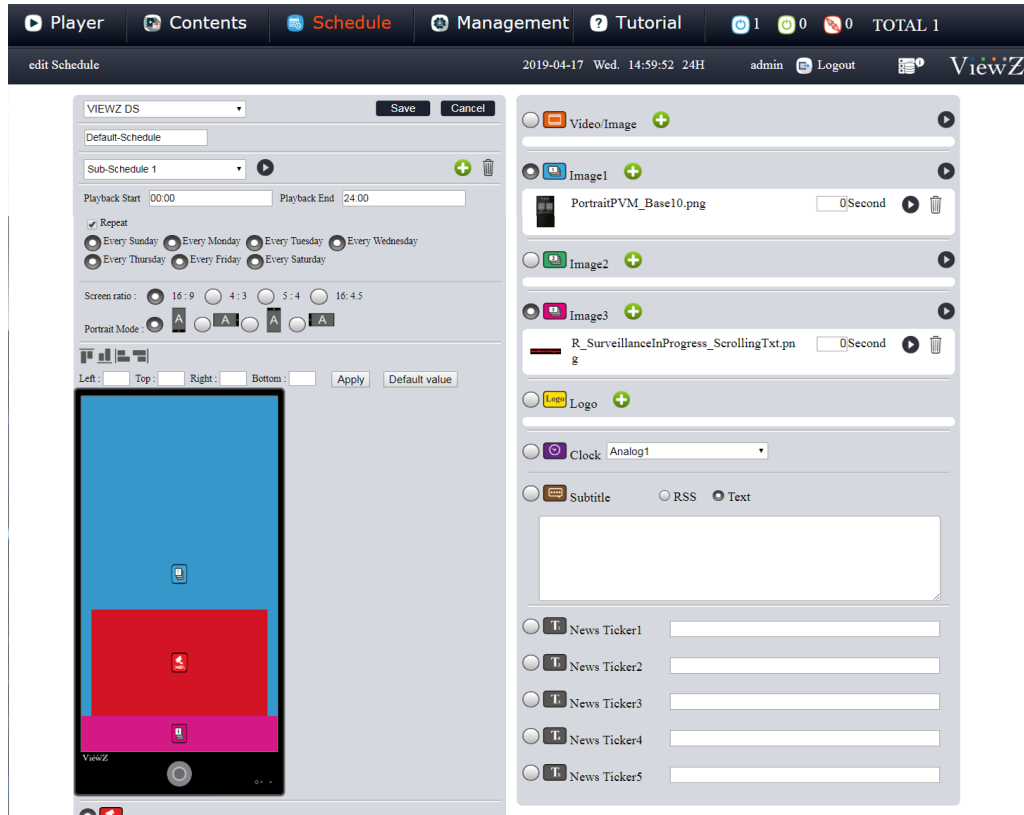 Player Contents Schedule Management Tutorial 1 0 0 TOTAL 1
edit Schedule 2019-04-17 Wed. 14:59:52 24H admin Logout ViewZ
VIEWZ DS Save Cancel
Default-Schedule
Sub-Schedule 1
Playback Start 00:00 Playback End 24:00
Repeat
Every Sunday Every Monday Every Tuesday Every Wednesday
Every Thursday Every Friday Every Saturday
Screen ratio : 16 : 9 4 : 3 5 : 4 16: 4.5
Portrait Mode : A A A A
Left : Top : Right : Bottom : Apply Default value
ViewZ
Video/Image
Image1
PortraitPVM_Base10.png 0 Second
Image2
Image3
R_SurveillanceInProgress_ScrollingTxt.pn
g
0 Second
Logo Logo
Clock Analog1
Subtitle RSS Text
T1 News Ticker1
T2 News Ticker2
T3 News Ticker3
T4 News Ticker4
T5 News Ticker5